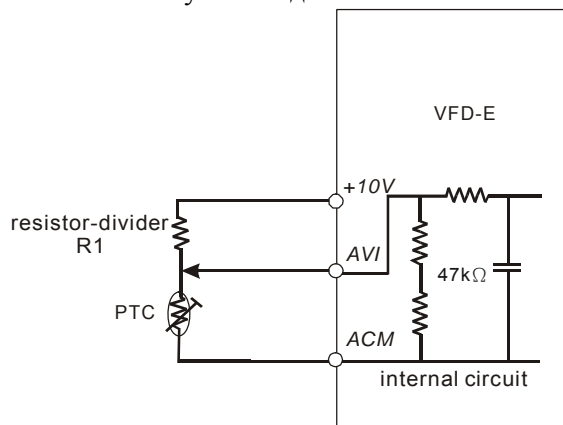 VFD-E
+10V
resistor-divider
R1
AVI
47kΩ
PTC
ACM
internal circuit